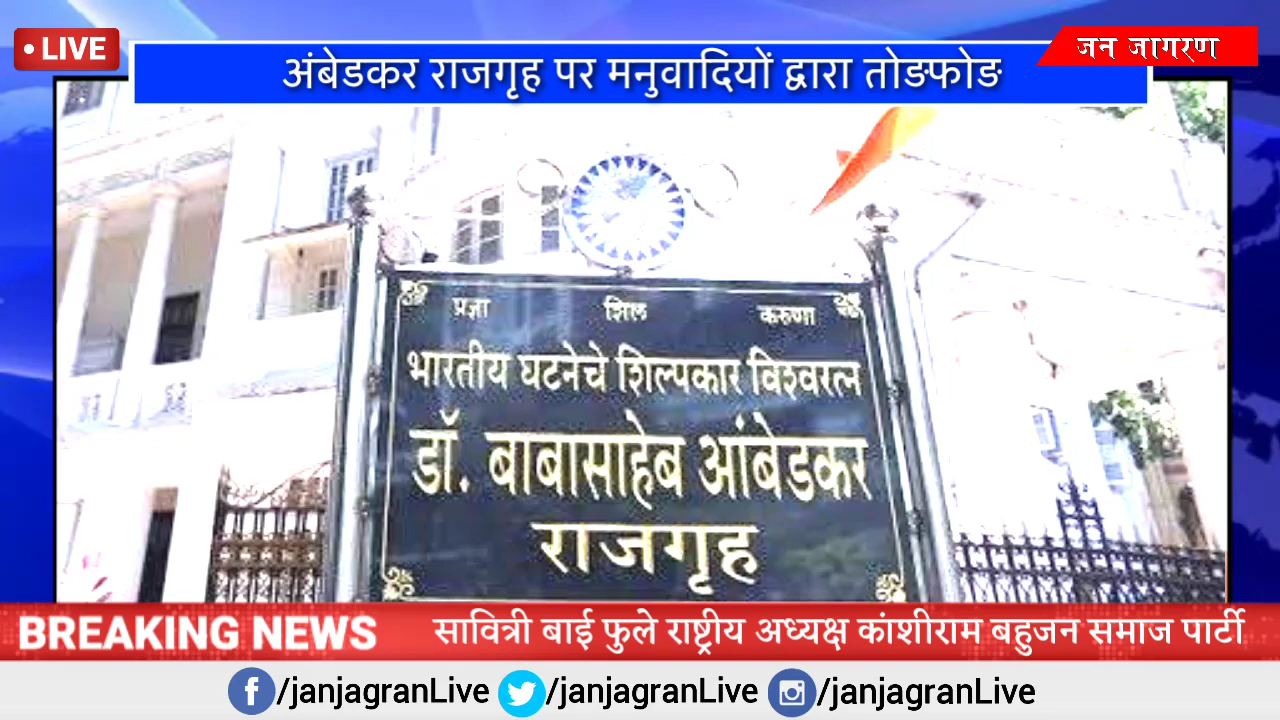 LIVE
जन जागरण
अंबेडकर राजगृह पर मनुवादियों द्वारा तोङफोङ
प्रज्ञा शिल करुणा
भारतीय घटनेचे शिल्पकार विश्वरत्न
डॉ. बाबासाहेब आंबेडकर
राजगृह
BREAKING NEWS सावित्री बाई फुले राष्ट्रीय अध्यक्ष कांशीराम बहुजन समाज पार्टी
/janjagranLive /janjagranLive /janjagranLive